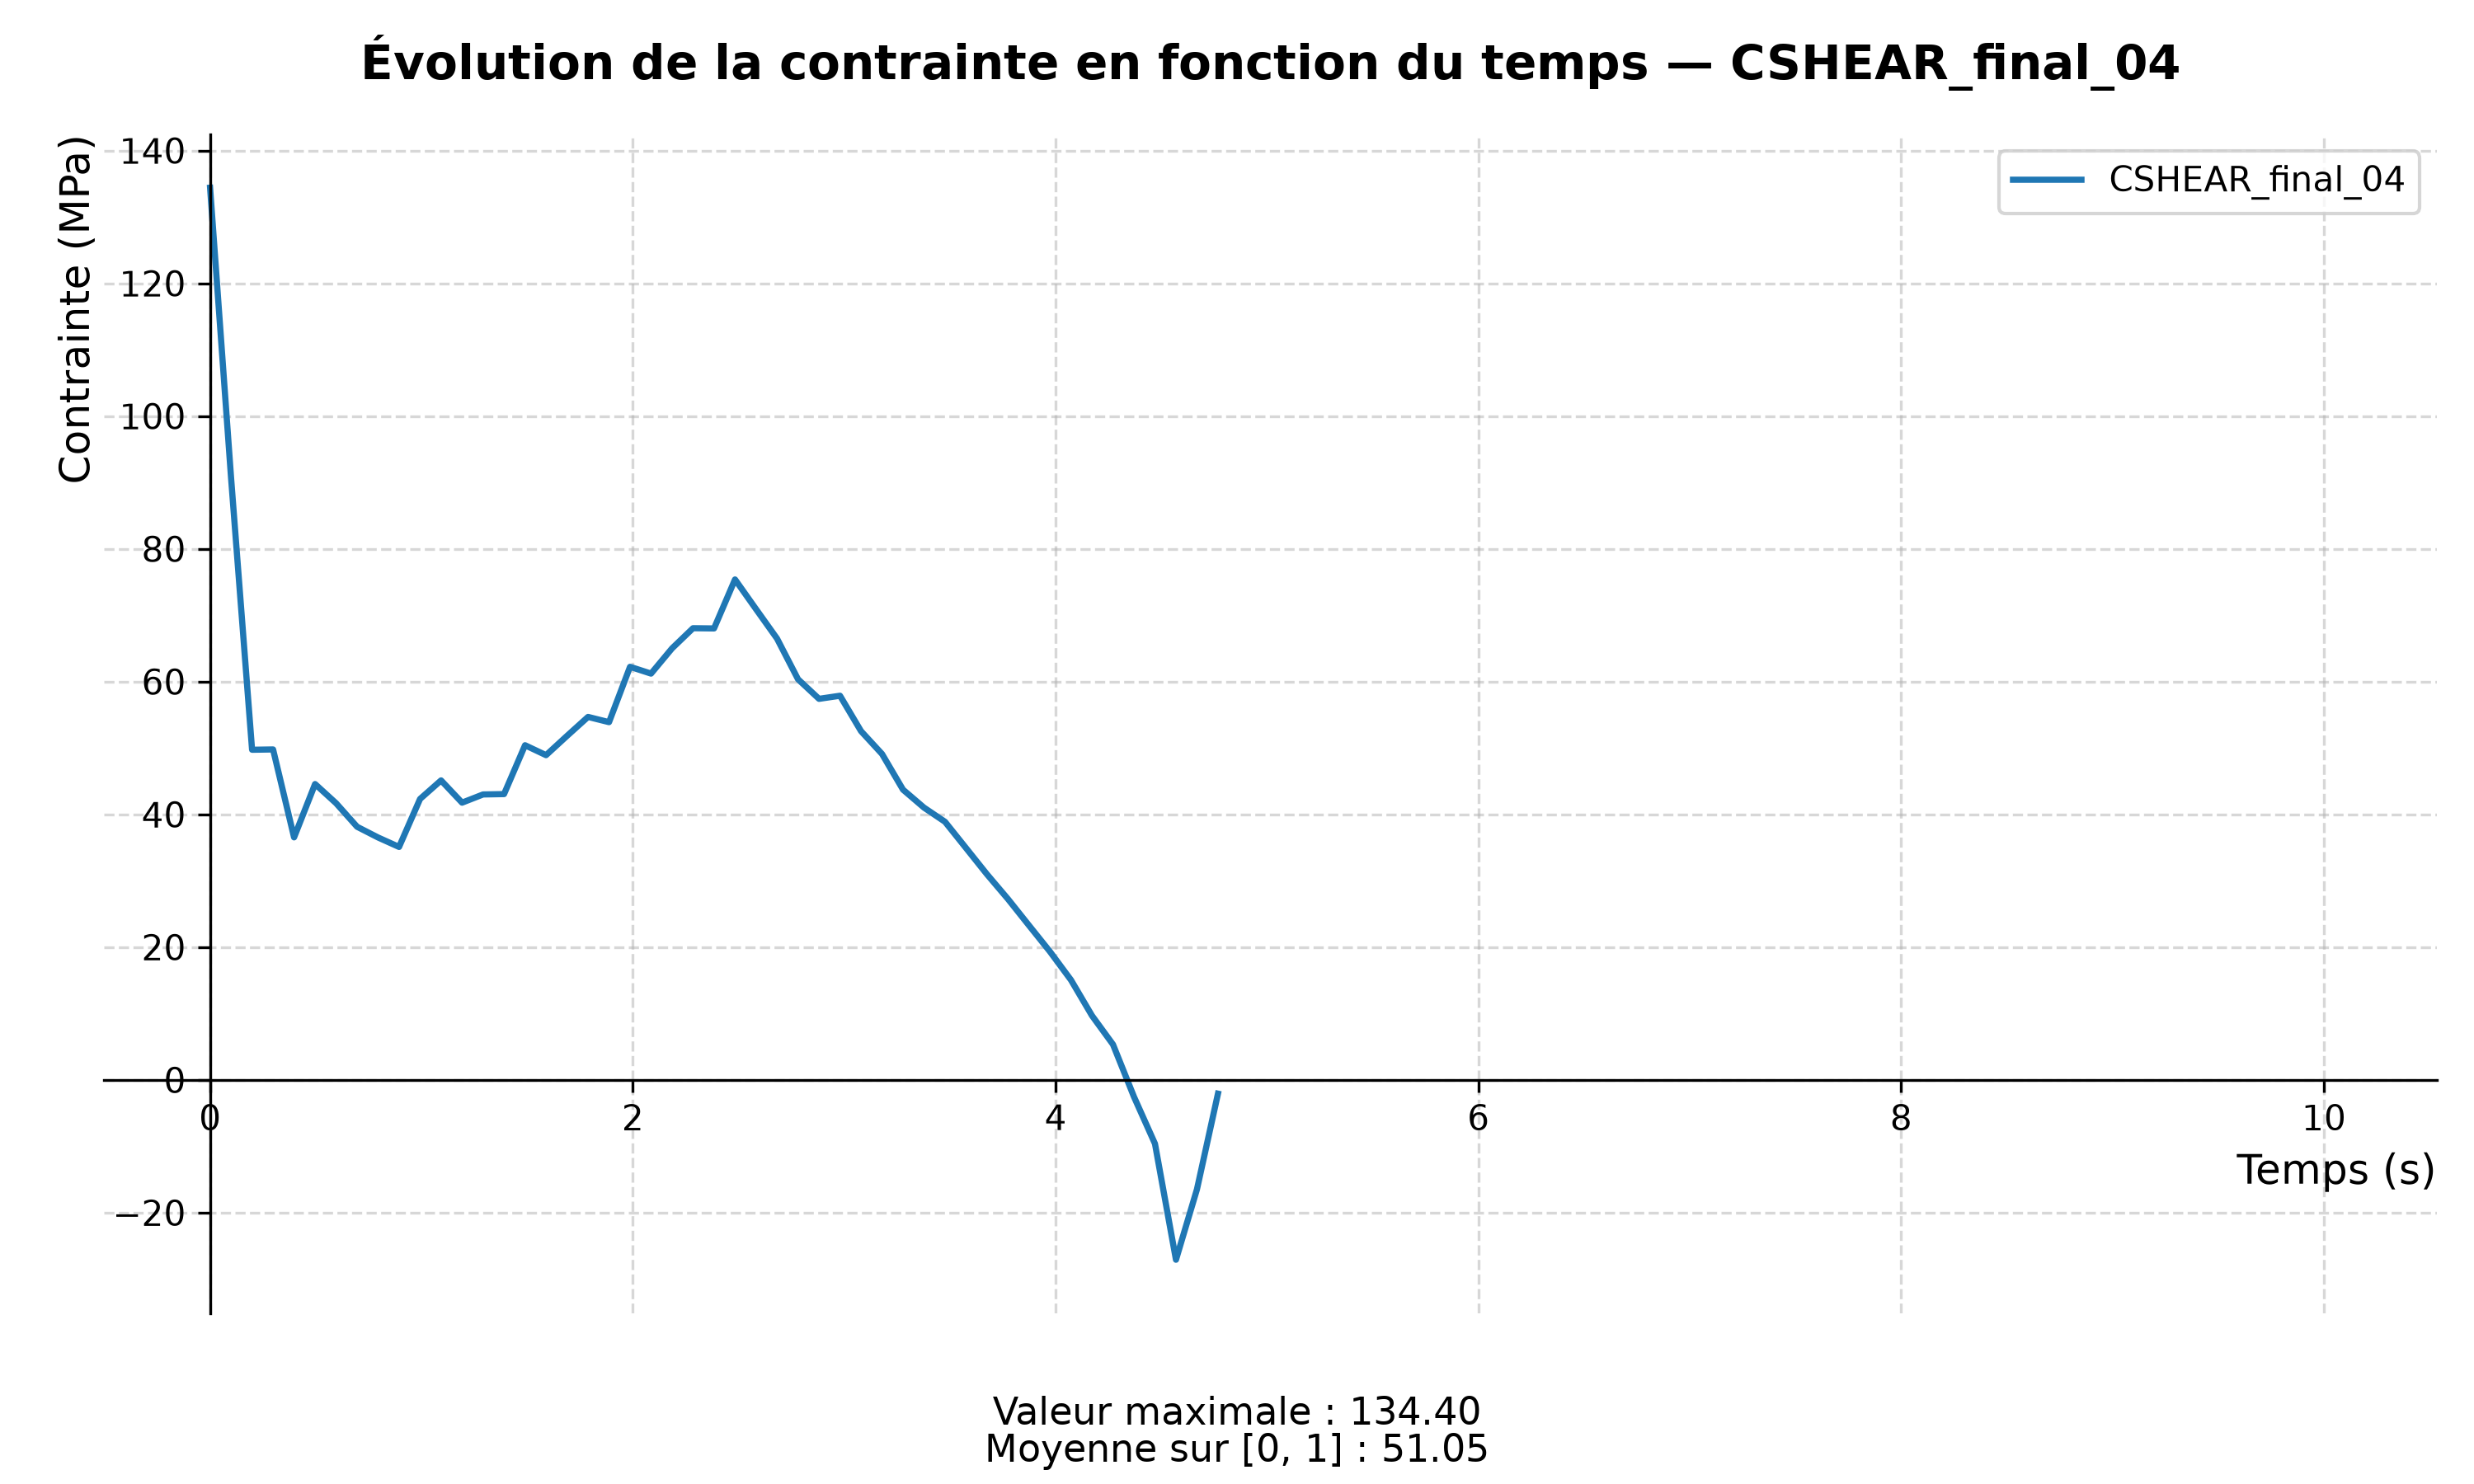 Évolution de la contrainte en fonction du temps — CSHEAR_final_04
Contrainte (MPa)
140
120
100
80
60
40
20
0
−20
CSHEAR_final_04
0
2
4
6
8
10
Temps (s)
Valeur maximale : 134.40
Moyenne sur [0, 1] : 51.05